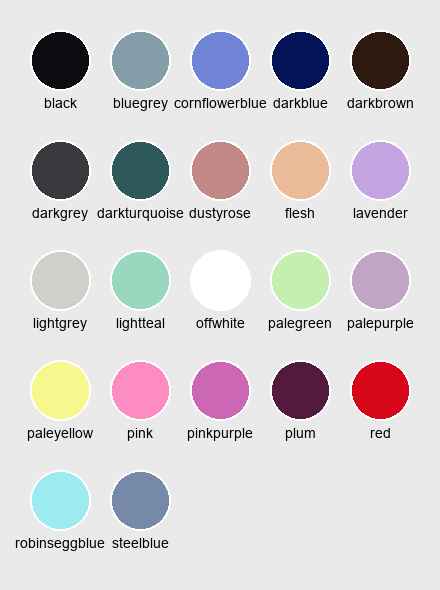 black bluegrey cornflowerblue darkblue darkbrown
darkgrey darkturquoise dustyrose flesh lavender
lightgrey lightteal offwhite palegreen palepurple
paleyellow pink pinkpurple plum red
robinseggblue steelblue